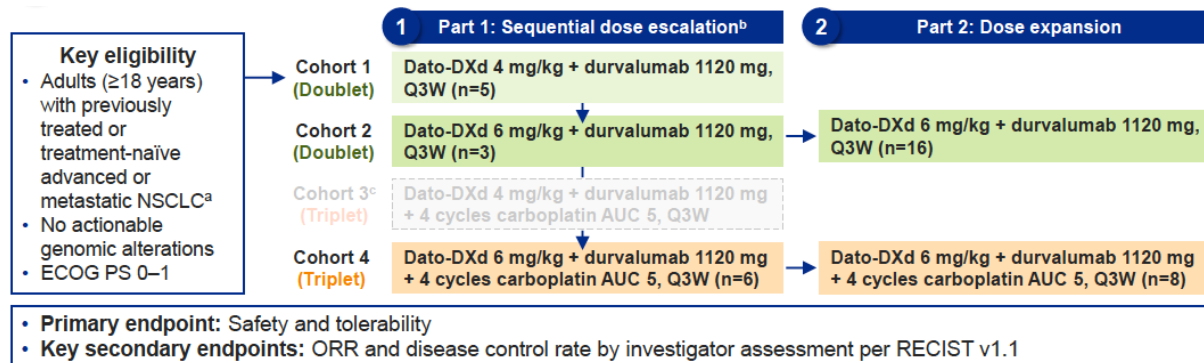 1 Part 1: Sequential dose escalationᵇ
2 Part 2: Dose expansion
Key eligibility
• Adults (≥18 years)
with previously
treated or
treatment-naïve
advanced or
metastatic NSCLCᵃ
• No actionable
genomic alterations
• ECOG PS 0–1
Cohort 1
(Doublet)
Dato-DXd 4 mg/kg + durvalumab 1120 mg,
Q3W (n=5)
Cohort 2
(Doublet)
Dato-DXd 6 mg/kg + durvalumab 1120 mg,
Q3W (n=3)
Dato-DXd 6 mg/kg + durvalumab 1120 mg,
Q3W (n=16)
Cohort 3ᶜ
(Triplet)
Dato-DXd 4 mg/kg + durvalumab 1120 mg
+ 4 cycles carboplatin AUC 5, Q3W
Cohort 4
(Triplet)
Dato-DXd 6 mg/kg + durvalumab 1120 mg
+ 4 cycles carboplatin AUC 5, Q3W (n=6)
Dato-DXd 6 mg/kg + durvalumab 1120 mg
+ 4 cycles carboplatin AUC 5, Q3W (n=8)
• Primary endpoint: Safety and tolerability
• Key secondary endpoints: ORR and disease control rate by investigator assessment per RECIST v1.1